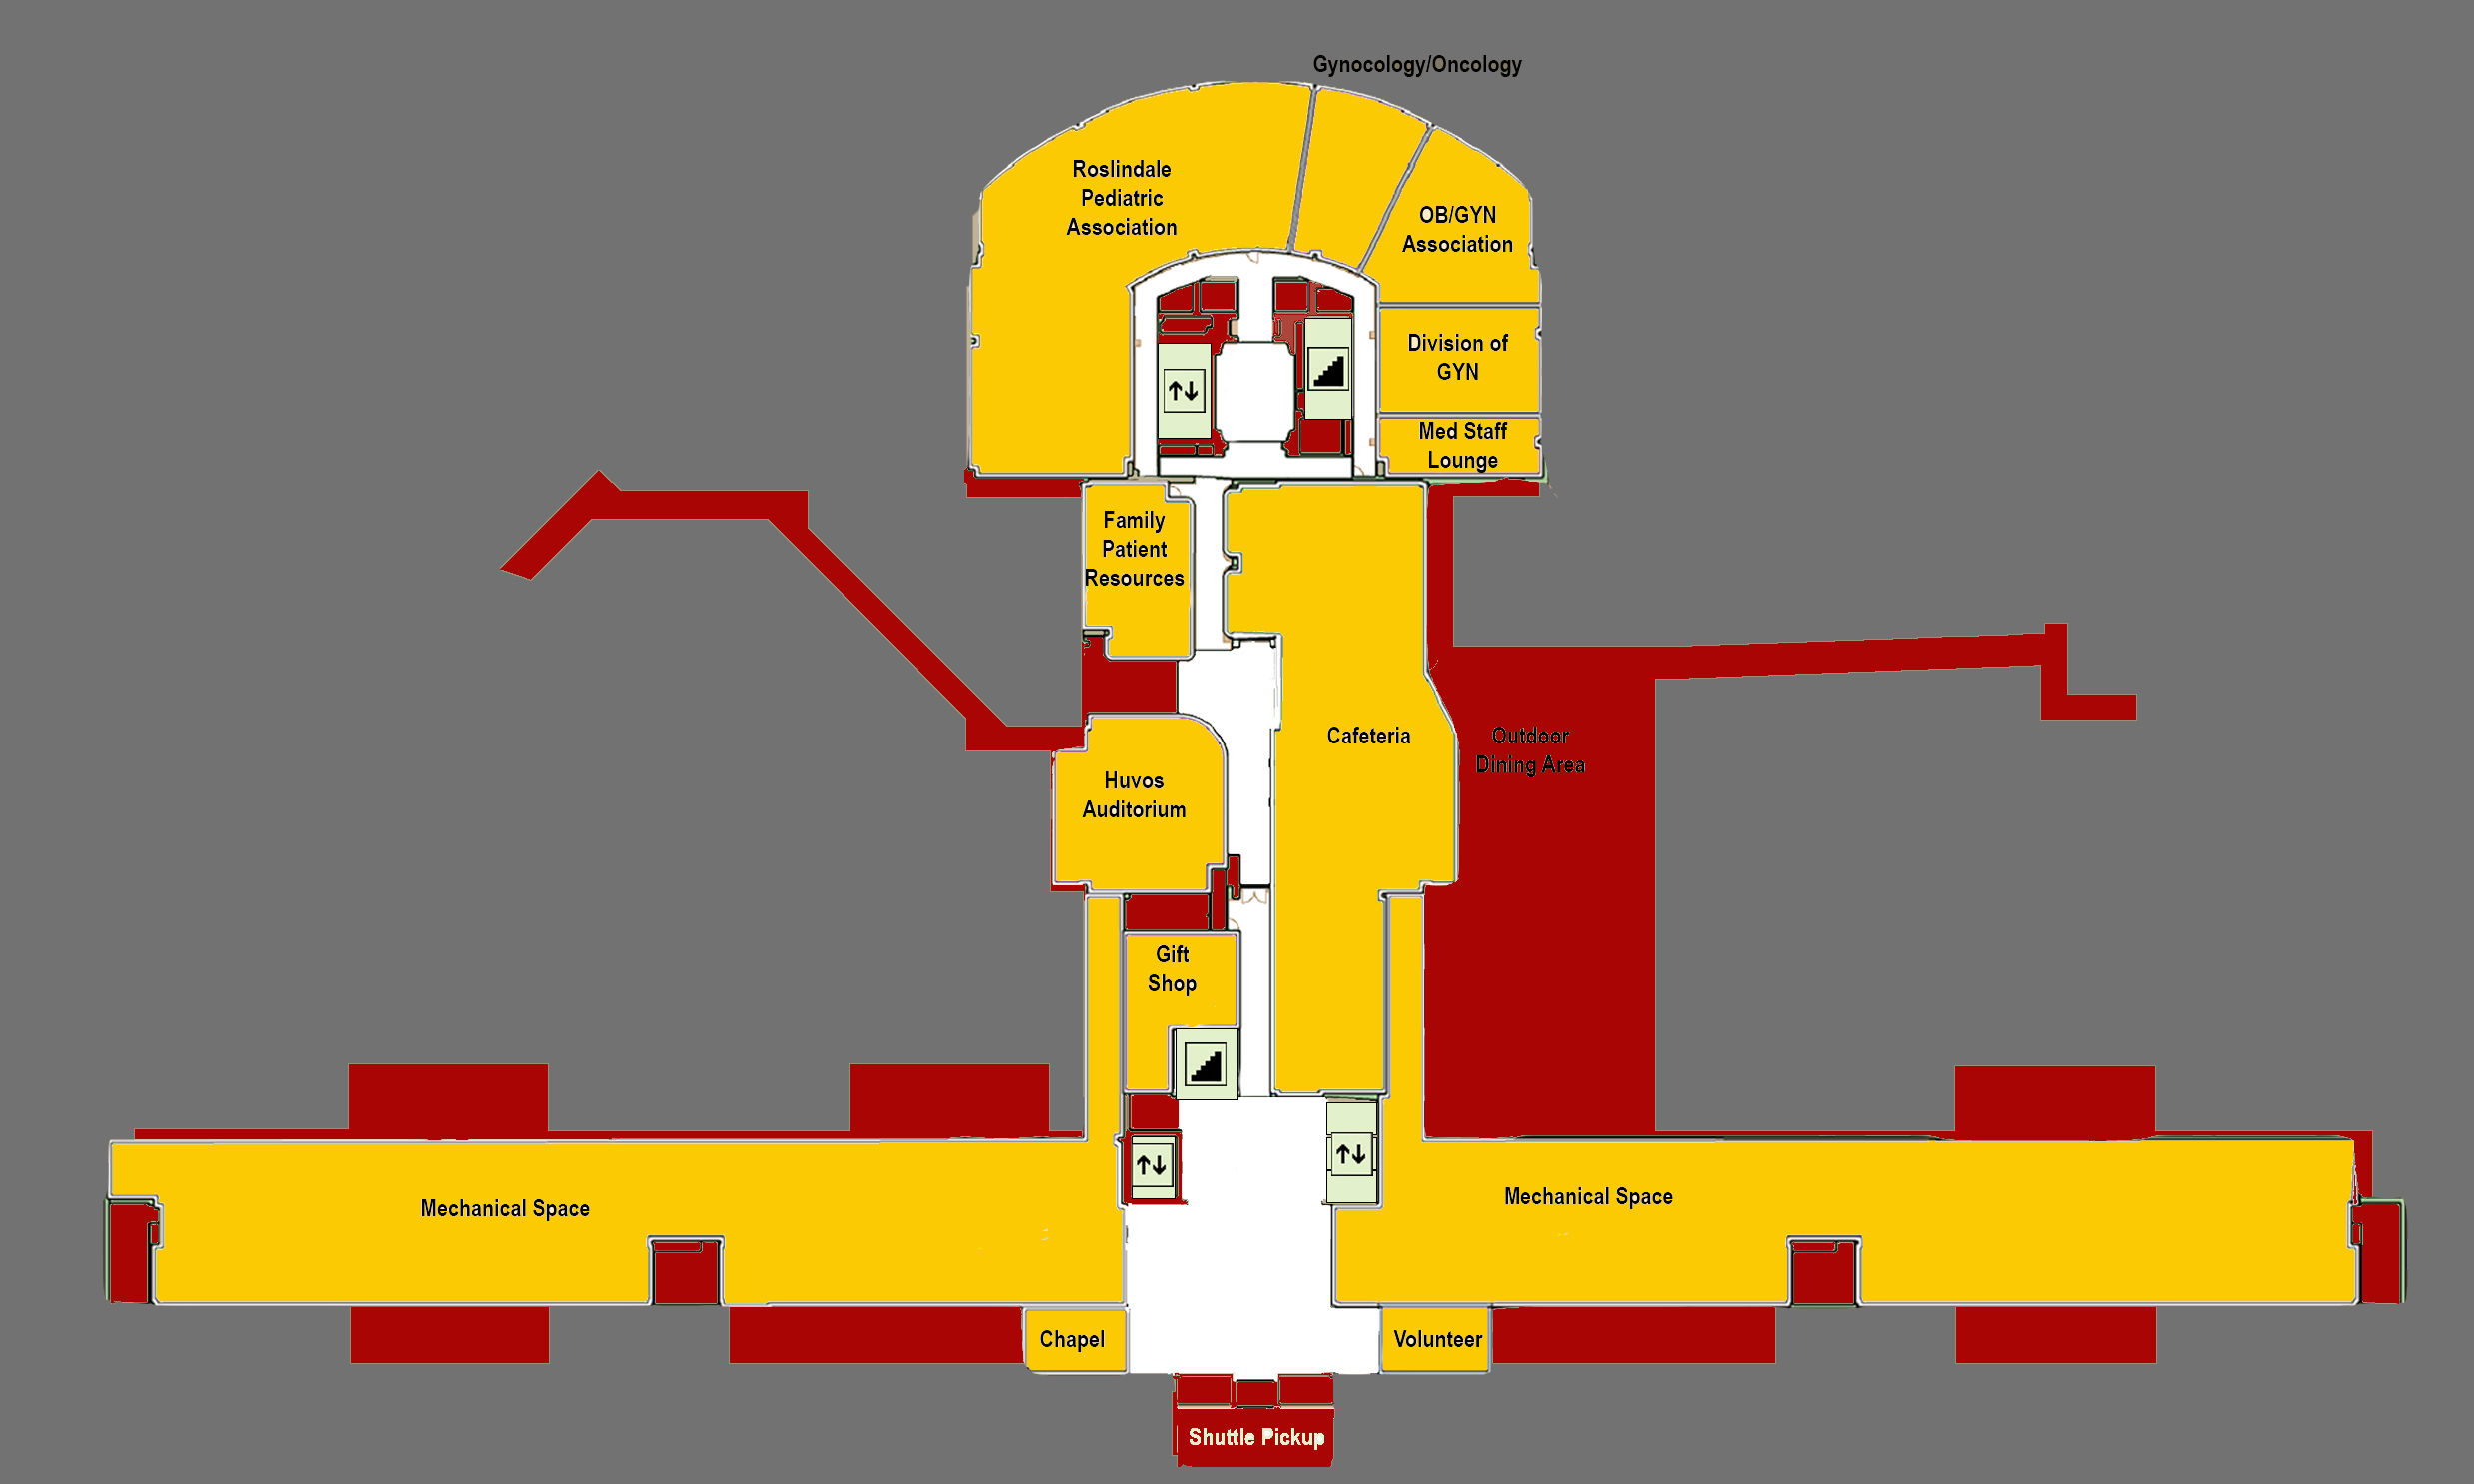 Gynocology/Oncology
Roslindale
Pediatric
Association
OB/GYN
Association
Division of
GYN
Med Staff
Lounge
Family
Patient
Resources
Cafeteria
Outdoor
Dining Area
Huvos
Auditorium
Gift
Shop
Mechanical Space
Mechanical Space
Chapel
Volunteer
Shuttle Pickup